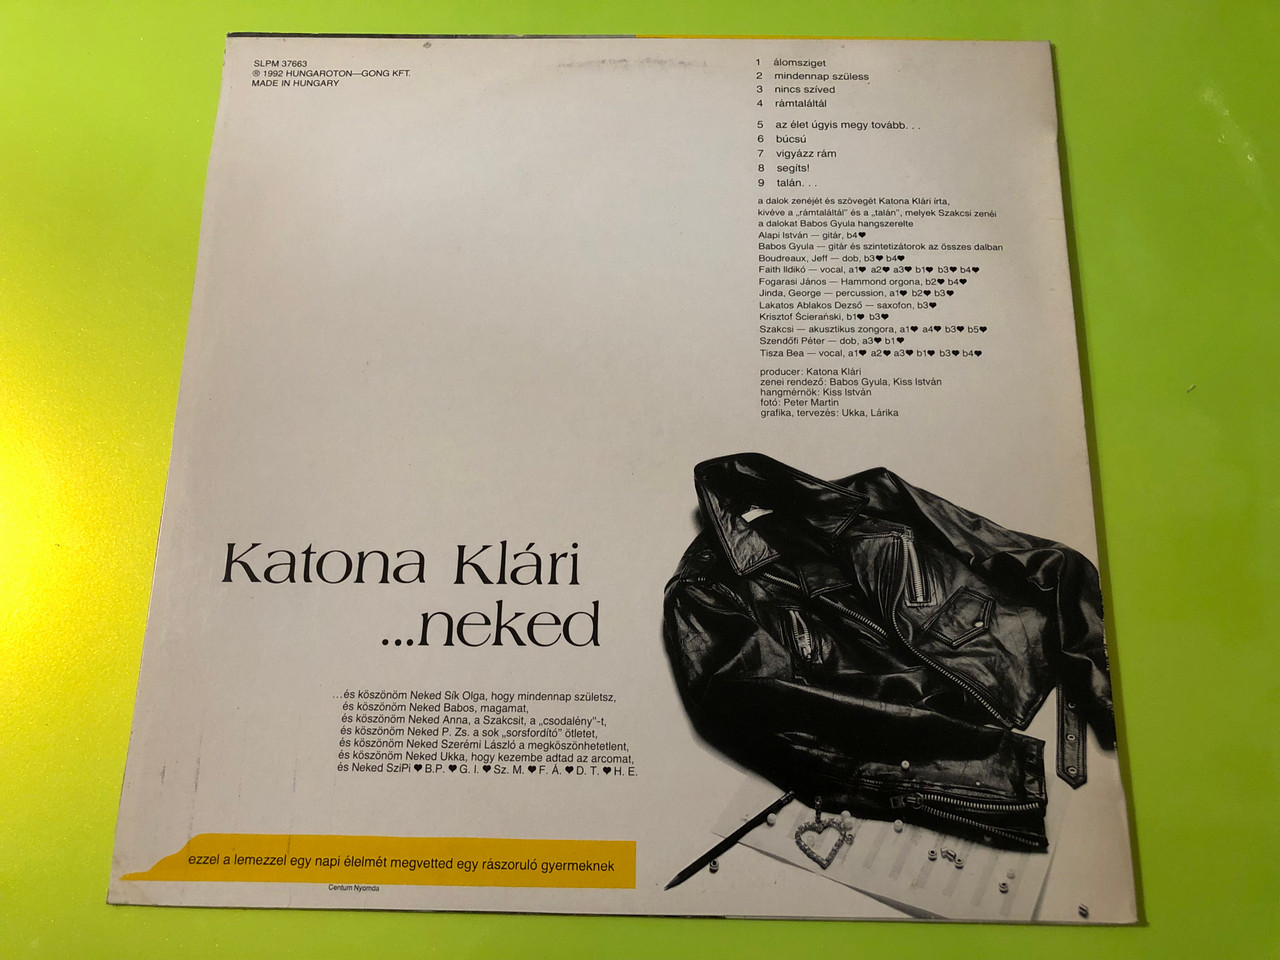 SLPM 37663
℗ 1992 HUNGAROTON—GONG KFT.
MADE IN HUNGARY
1 álomsziget
2 mindennap szüless
3 nincs szíved
4 rámtaláltál
5 az élet úgyis megy tovább. . .
6 búcsú
7 vigyázz rám
8 segíts!
9 talán. . .
a dalok zenéjét és szövegét Katona Klári írta,
kivéve a „rámtaláltál” és a „talán”, melyek Szakcsi zenéi
a dalokat Babos Gyula hangszerelte
Alapi István — gitár, b4♥
Babos Gyula — gitár és szintetizátorok az összes dalban
Boudreaux, Jeff — dob, b3♥ b4♥
Faith Ildikó — vocal, a1♥ a2♥ a3♥ b1♥ b3♥ b4♥
Fogarasi János — Hammond orgona, b2♥ b4♥
Jinda, George — percussion, a1♥ b2♥ b3♥
Lakatos Ablakos Dezső — saxofon, b3♥
Krisztof Ścierański, b1♥ b3♥
Szakcsi — akusztikus zongora, a1♥ a4♥ b3♥ b5♥
Szendőfi Péter — dob, a3♥ b1♥
Tisza Bea — vocal, a1♥ a2♥ a3♥ b1♥ b3♥ b4♥
producer: Katona Klári
zenei rendező: Babos Gyula, Kiss István
hangmérnök: Kiss István
fotó: Peter Martin
grafika, tervezés: Ukka, Lárika
Katona Klári
...neked
...és köszönöm Neked Sík Olga, hogy mindennap születsz,
és köszönöm Neked Babos, magamat,
és köszönöm Neked Anna, a Szakcsit, a „csodalény”-t,
és köszönöm Neked P. Zs. a sok „sorsfordító” ötletet,
és köszönöm Neked Szerémi László a megköszönhetetlent,
és köszönöm Neked Ukka, hogy kezembe adtad az arcomat,
és Neked SziPi ♥ B.P. ♥ G. I. ♥ Sz. M. ♥ F. Á. ♥ D. T. ♥ H. E.
ezzel a lemezzel egy napi élelmét megvetted egy rászoruló gyermeknek
Centum Nyomda